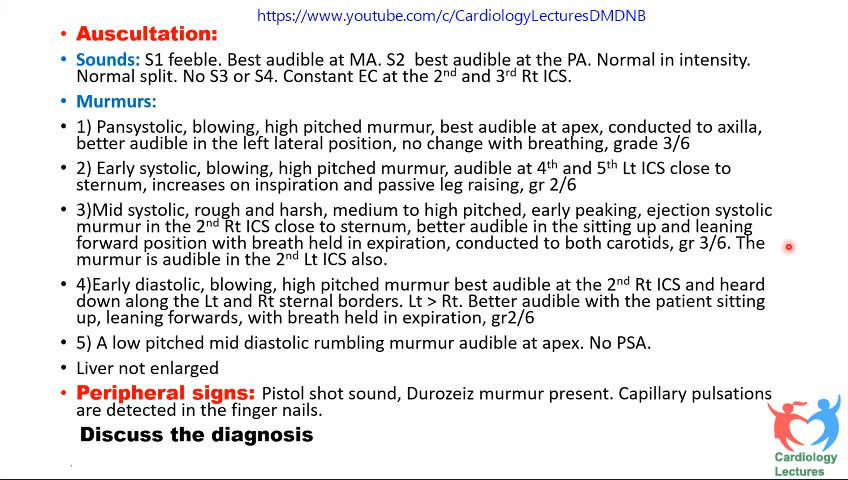 https://www.youtube.com/c/CardiologyLecturesDMDNB
• Auscultation:
• Sounds: S1 feeble. Best audible at MA. S2  best audible at the PA. Normal in intensity.
Normal split. No S3 or S4. Constant EC at the 2nd and 3rd Rt ICS.
• Murmurs:
• 1) Pansystolic, blowing, high pitched murmur, best audible at apex, conducted to axilla,
better audible in the left lateral position, no change with breathing, grade 3/6
• 2) Early systolic, blowing, high pitched murmur, audible at 4th and 5th Lt ICS close to
sternum, increases on inspiration and passive leg raising, gr 2/6
• 3)Mid systolic, rough and harsh, medium to high pitched, early peaking, ejection systolic
murmur in the 2nd Rt ICS close to sternum, better audible in the sitting up and leaning
forward position with breath held in expiration, conducted to both carotids, gr 3/6. The
murmur is audible in the 2nd Lt ICS also.
• 4)Early diastolic, blowing, high pitched murmur best audible at the 2nd Rt ICS and heard
down along the Lt and Rt sternal borders. Lt > Rt. Better audible with the patient sitting
up, leaning forwards, with breath held in expiration, gr2/6
• 5) A low pitched mid diastolic rumbling murmur audible at apex. No PSA.
• Liver not enlarged
• Peripheral signs: Pistol shot sound, Durozeiz murmur present. Capillary pulsations
are detected in the finger nails.
Discuss the diagnosis
Cardiology
Lectures